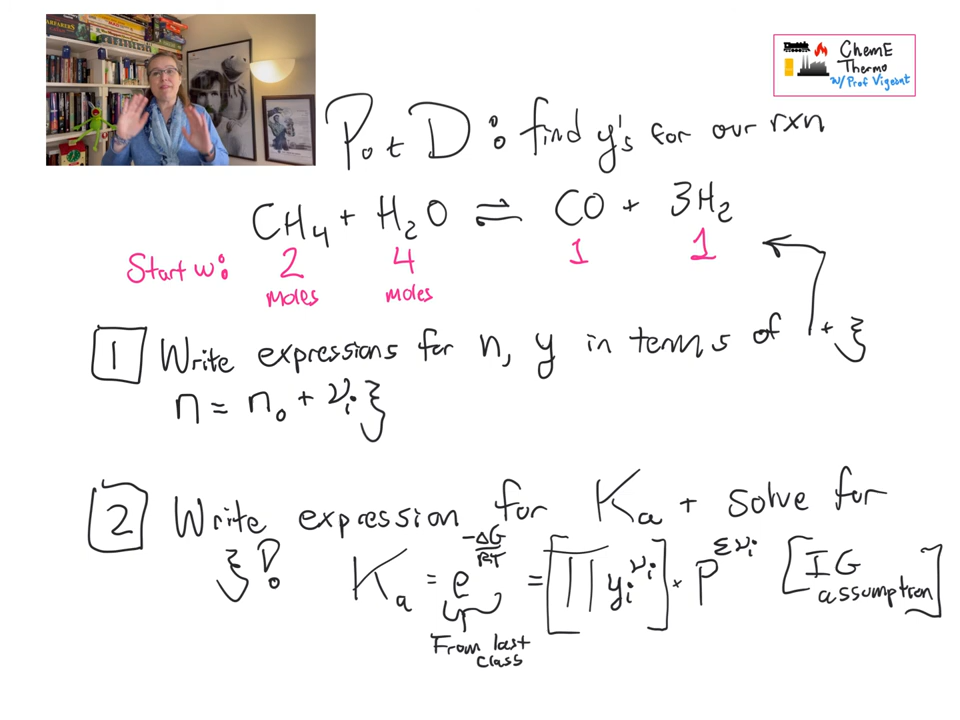 ChemE
Thermo
w/ Prof Vigeant
PotD: find y's for our rxn
CH₄ + H₂O ⇌ CO + 3H₂
Start w: 2 4 1 1
moles moles
1 Write expressions for n, y in terms of ↑ + ξ
n = n₀ + νᵢ ξ
2 Write expression for Kₐ + solve for
ξ!
Kₐ = e^(-ΔG/RT) = [∏ yᵢ^νᵢ] · P^Σνᵢ [IG assumption]
From last
class